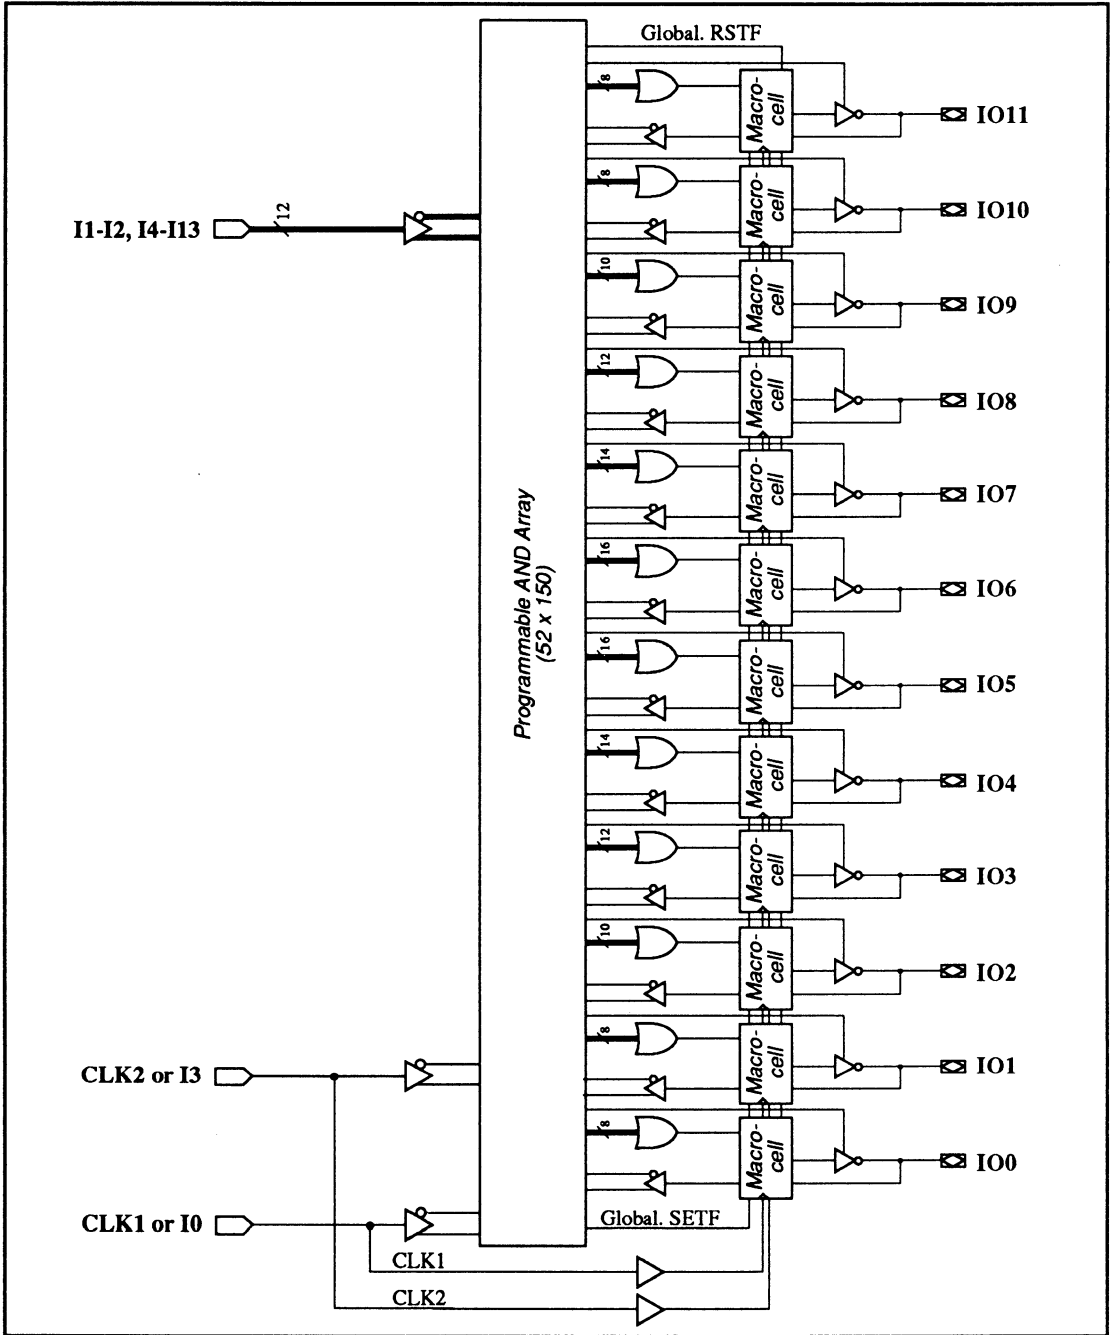 Global. RSTF
8
Macro-
cell
IO11
8
Macro-
cell
IO10
I1-I2, I4-I13
12
10
Macro-
cell
IO9
12
Macro-
cell
IO8
14
Macro-
cell
IO7
Programmable AND Array
(52 x 150)
16
Macro-
cell
IO6
16
Macro-
cell
IO5
14
Macro-
cell
IO4
12
Macro-
cell
IO3
10
Macro-
cell
IO2
CLK2 or I3
8
Macro-
cell
IO1
8
Macro-
cell
IO0
CLK1 or I0
Global. SETF
CLK1
CLK2